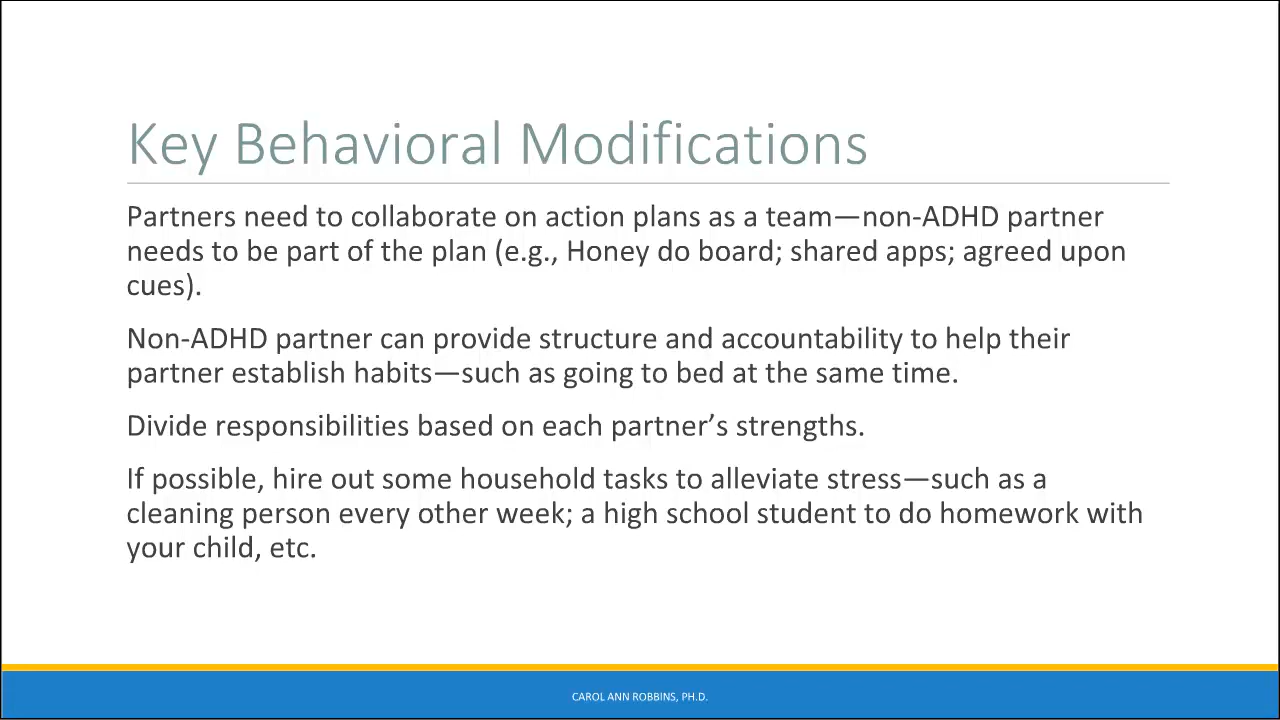 Key Behavioral Modifications
Partners need to collaborate on action plans as a team—non-ADHD partner
needs to be part of the plan (e.g., Honey do board; shared apps; agreed upon
cues).
Non-ADHD partner can provide structure and accountability to help their
partner establish habits—such as going to bed at the same time.
Divide responsibilities based on each partner’s strengths.
If possible, hire out some household tasks to alleviate stress—such as a
cleaning person every other week; a high school student to do homework with
your child, etc.
CAROL ANN ROBBINS, PH.D.